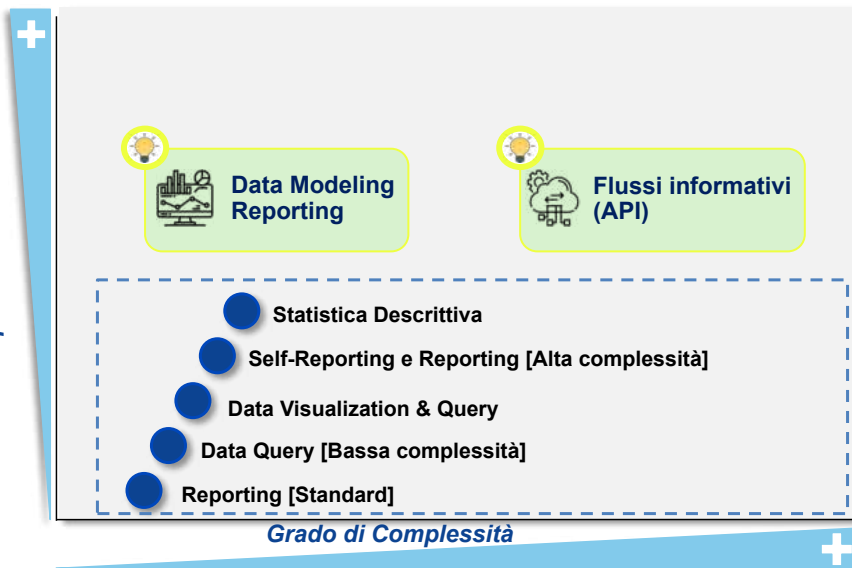 Data Modeling
Reporting
Flussi informativi
(API)
Statistica Descrittiva
Self-Reporting e Reporting [Alta complessità]
Data Visualization & Query
Data Query [Bassa complessità]
Reporting [Standard]
Grado di Complessità